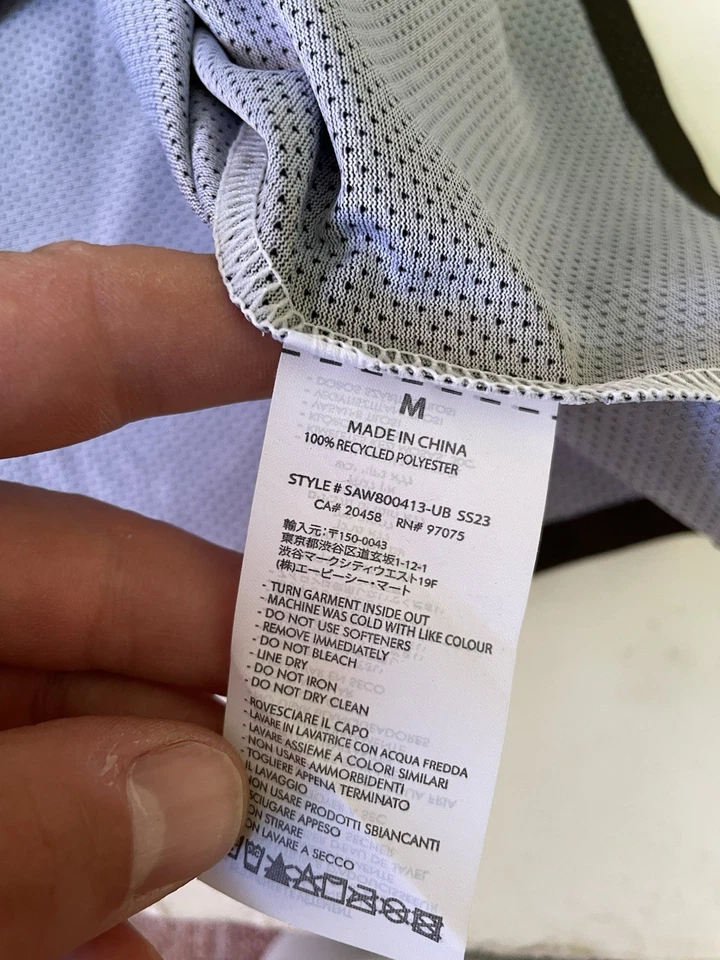 M
MADE IN CHINA
100% RECYCLED POLYESTER
STYLE # SAW800413-UB SS23
CA# 20458 RN# 97075
輸入元:〒150-0043
東京都渋谷区道玄坂1-12-1
渋谷マークシティウエスト19F
(株)エービーシー・マート
- TURN GARMENT INSIDE OUT
- MACHINE WAS COLD WITH LIKE COLOUR
- DO NOT USE SOFTENERS
- REMOVE IMMEDIATELY
- DO NOT BLEACH
- LINE DRY
- DO NOT IRON
- DO NOT DRY CLEAN
- ROVESCIARE IL CAPO
- LAVARE IN LAVATRICE CON ACQUA FREDDA
- LAVARE ASSIEME A COLORI SIMILARI
- NON USARE AMMORBIDENTI
- TOGLIERE APPENA TERMINATO
IL LAVAGGIO
ON USARE PRODOTTI SBIANCANTI
SCIUGARE APPESO
ON STIRARE
ON LAVARE A SECCO